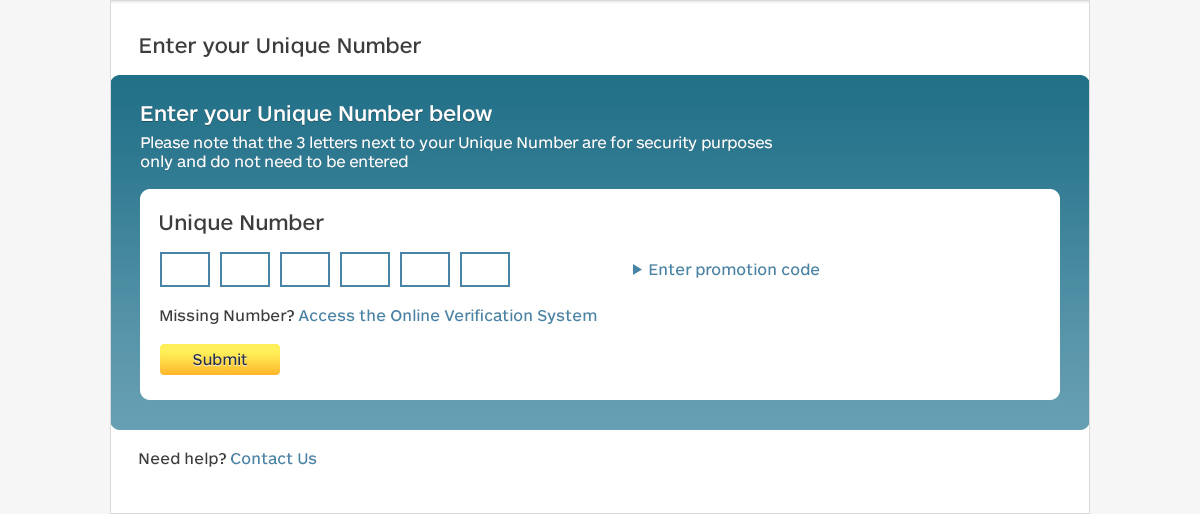 Enter your Unique Number
Enter your Unique Number below
Please note that the 3 letters next to your Unique Number are for security purposes
only and do not need to be entered
Unique Number
Enter promotion code
Missing Number? Access the Online Verification System
Submit
Need help? Contact Us